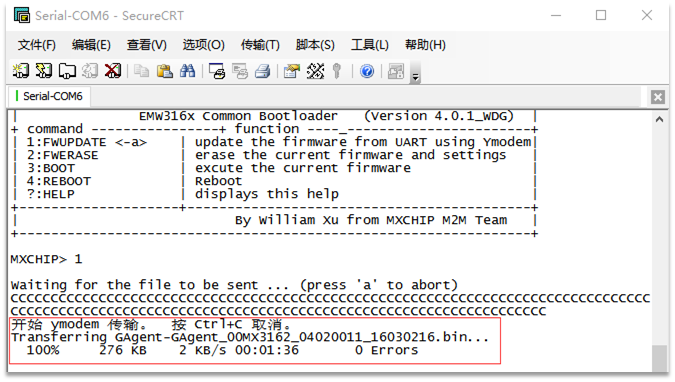 Serial-COM6 - SecureCRT
文件(F) 编辑(E) 查看(V) 选项(O) 传输(T) 脚本(S) 工具(L) 帮助(H)
Serial-COM6
| EMW316x Common Bootloader (Version 4.0.1_WDG) |
+ command -----------------+ function ----_-----------------------+
| 1:FWUPDATE <-a> | update the firmware from UART using Ymodem|
| 2:FWERASE | erase the current firmware and settings |
| 3:BOOT | excute the current firmware |
| 4:REBOOT | Reboot |
| ?:HELP | displays this help |
+---------------------+--------------------------------------------+
| By William Xu from MXCHIP M2M Team |
+------------------------------------------------------------------+
MXCHIP> 1
Waiting for the file to be sent ... (press 'a' to abort)
CCCCCCCCCCCCCCCCCCCCCCCCCCCCCCCCCCCCCCCCCCCCCCCCCCCCCCCCCCCCCCCCCCCCCCCCCCCCCCCC
CCCCCCCCCCCCCCCCCCCCCCCCCCCCCCCCCCCCCCCCCCCCCCCCCCCCCCCCCCCCCCCCCCC
开始 ymodem 传输。 按 Ctrl+C 取消。
Transferring GAgent-GAgent_00MX3162_04020011_16030216.bin...
100% 276 KB 2 KB/s 00:01:36 0 Errors